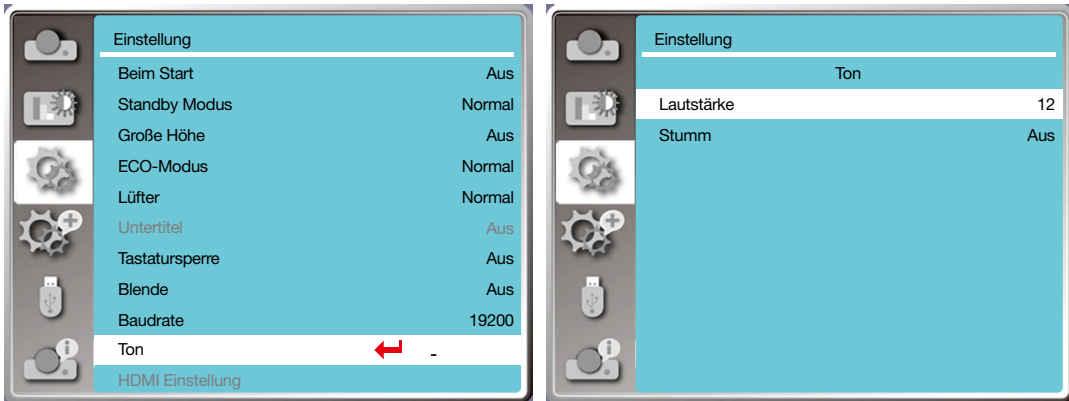 Einstellung
Beim Start Aus
Standby Modus Normal
Große Höhe Aus
ECO-Modus Normal
Lüfter Normal
Untertitel Aus
Tastatursperre Aus
Blende Aus
Baudrate 19200
Ton -
HDMI Einstellung
Einstellung
Ton
Lautstärke 12
Stumm Aus